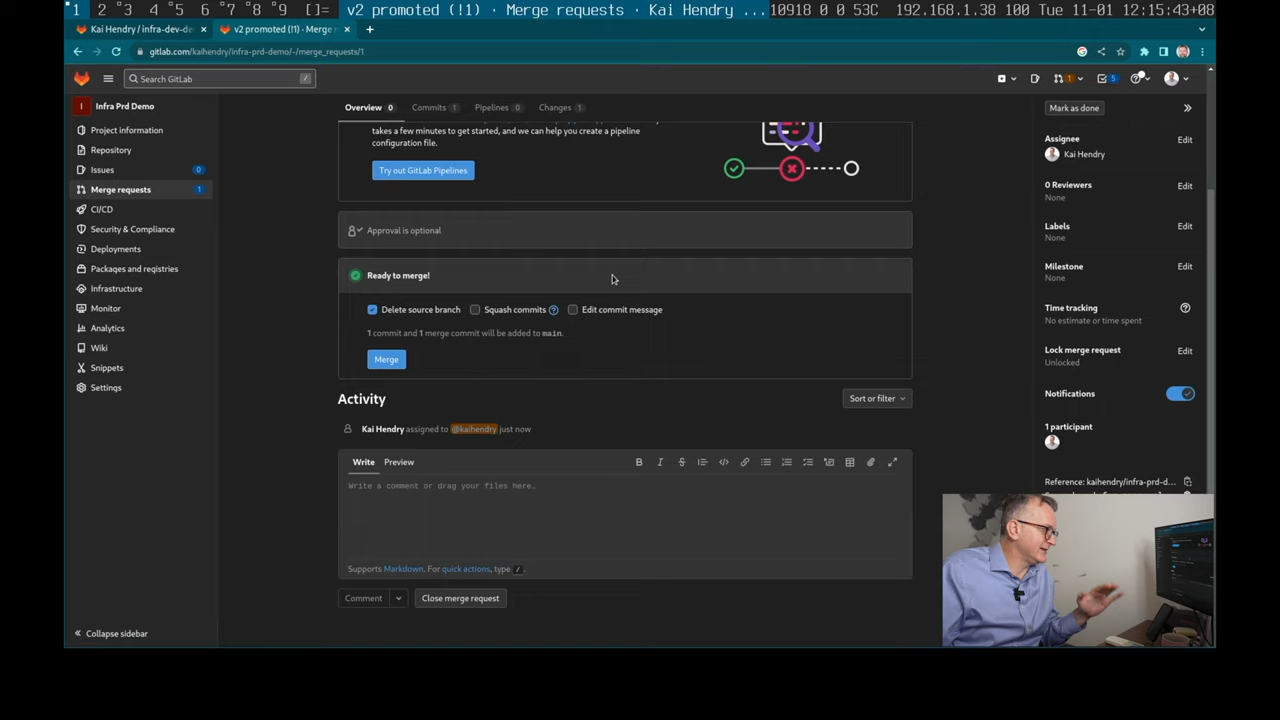 1 2 °3 4 °5 6 °7 °8 °9 []= v2 promoted (!1) · Merge requests · Kai Hendry ... 10918 0 0 53C 192.168.1.38 100 Tue 11-01 12:15:43+08
Kai Hendry / infra-dev-de
v2 promoted (!1) · Merge
gitlab.com/kaihendry/infra-prd-demo/-/merge_requests/1
Search GitLab /
1
5
I Infra Prd Demo
Project information
Repository
Issues 0
Merge requests 1
CI/CD
Security & Compliance
Deployments
Packages and registries
Infrastructure
Monitor
Analytics
Wiki
Snippets
Settings
Collapse sidebar
Overview 0 Commits 1 Pipelines 0 Changes 1
takes a few minutes to get started, and we can help you create a pipeline
configuration file.
Try out GitLab Pipelines
Approval is optional
Ready to merge!
Delete source branch Squash commits Edit commit message
1 commit and 1 merge commit will be added to main.
Merge
Activity
Sort or filter
Kai Hendry assigned to @kaihendry just now
Write Preview
Write a comment or drag your files here…
Supports Markdown. For quick actions, type /.
Comment
Close merge request
Mark as done
Assignee Edit
Kai Hendry
0 Reviewers Edit
None
Labels Edit
None
Milestone Edit
None
Time tracking
No estimate or time spent
Lock merge request Edit
Unlocked
Notifications
1 participant
Reference: kaihendry/infra-prd-d...